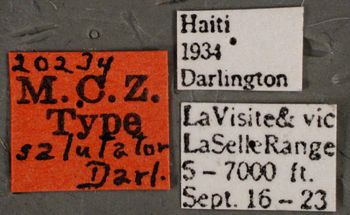 20234
M.C.Z.
Type
salutator
Darl.
Haiti
1934
Darlington
LaVisite& vic
LaSelleRange
5-7000 ft.
Sept. 16-23